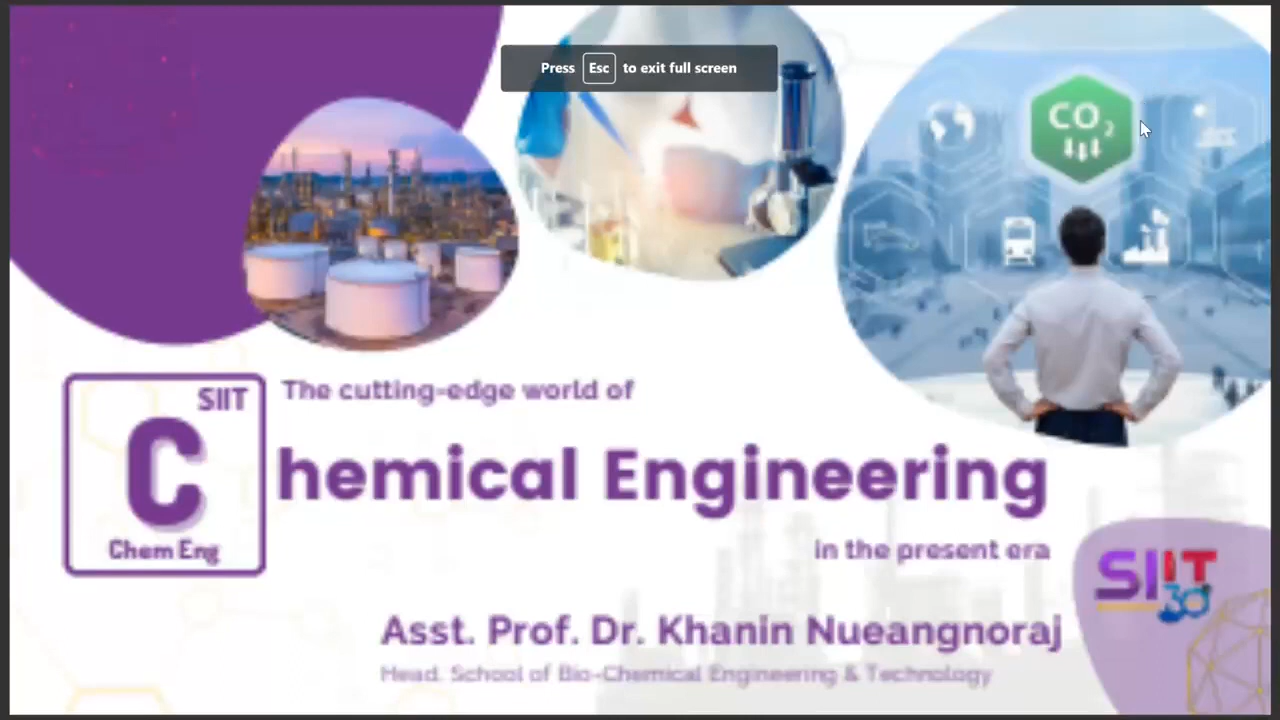 Press Esc to exit full screen
CO2
SIIT
The cutting-edge world of
Chemical Engineering
Chem Eng
in the present era
SIIT
30
Asst. Prof. Dr. Khanin Nueangnoraj
Head. School of Bio-Chemical Engineering & Technology